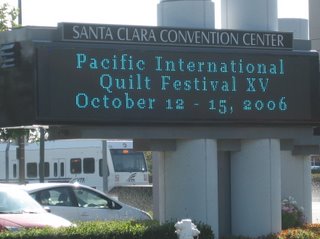 SANTA CLARA CONVENTION CENTER
Pacific International
Quilt Festival XV
October 12 - 15, 2006